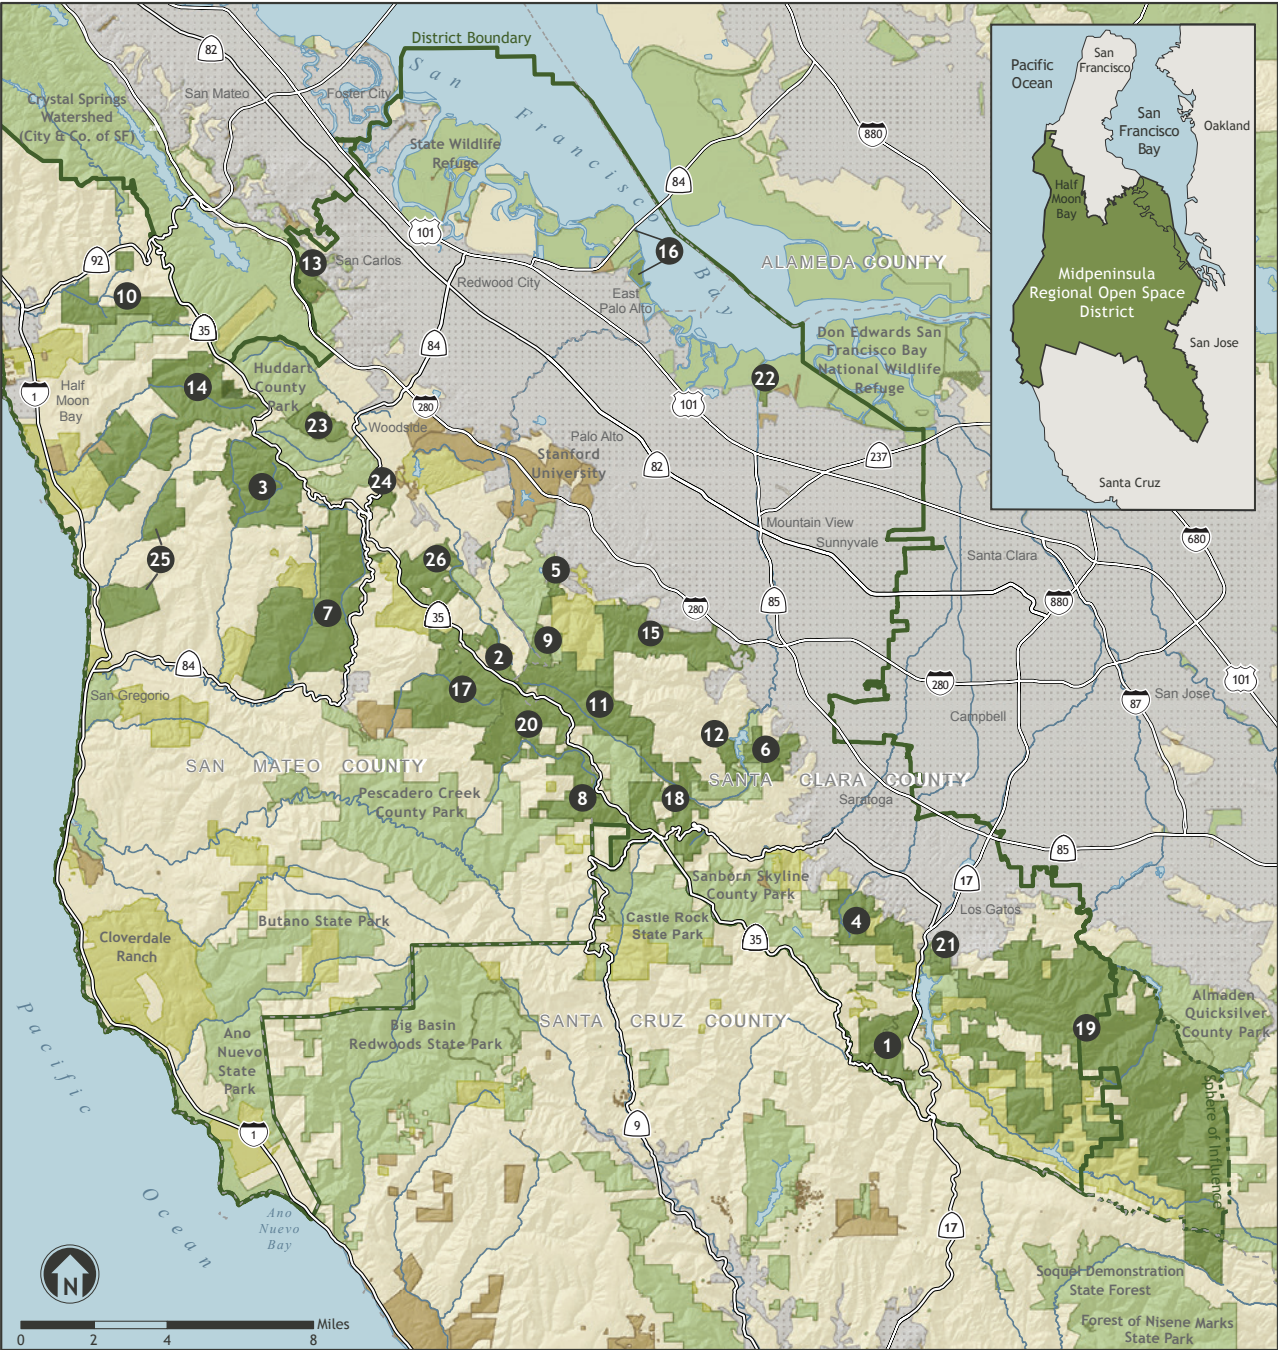 District Boundary
82
San Mateo
Foster City
Crystal Springs
Watershed
(City & Co. of SF)
San Francisco Bay
State Wildlife
Refuge
880
84
101
92
13
San Carlos
16
ALAMEDA COUNTY
10
Redwood City
East
Palo Alto
35
84
Don Edwards San
Francisco Bay
National Wildlife
Refuge
Huddart
County
Park
14
22
1
Half
Moon
Bay
280
101
23
Woodside
Palo Alto
Stanford
University
82
237
3
24
Mountain View
Sunnyvale
Santa Clara
680
25
26
5
7
35
280
85
880
9
15
2
84
San Gregorio
17
11
280
101
87
San Jose
Campbell
20
12
6
SAN MATEO COUNTY
SANTA CLARA COUNTY
Pescadero Creek
County Park
8
18
Saratoga
85
Sanborn Skyline
County Park
17
Los Gatos
Butano State Park
Castle Rock
State Park
4
35
21
Cloverdale
Ranch
Almaden
Quicksilver
County Park
Pacific Ocean
Big Basin
Redwoods State Park
SANTA CRUZ COUNTY
Ano
Nuevo
State
Park
1
19
Sphere of Influence
1
9
Ano
Nuevo
Bay
17
Soquel Demonstration
State Forest
Forest of Nisene Marks
State Park
N
Miles
0 2 4 8
San
Francisco
Pacific
Ocean
San
Francisco
Bay
Oakland
Half
Moon
Bay
Midpeninsula
Regional Open Space
District
San Jose
Santa Cruz